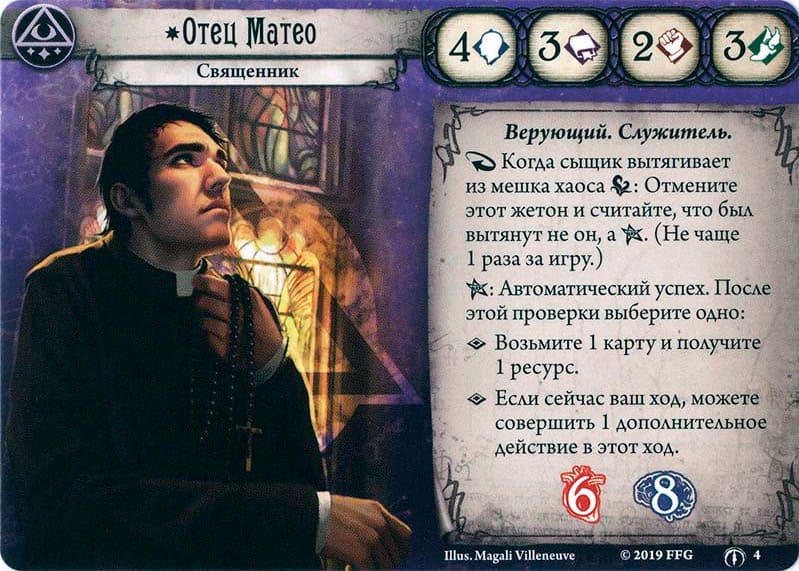 Отец Матео
Священник
4 3 2 3
Верующий. Служитель.
Когда сыщик вытягивает
из мешка хаоса : Отмените
этот жетон и считайте, что был
вытянут не он, а . (Не чаще
1 раза за игру.)
: Автоматический успех. После
этой проверки выберите одно:
Возьмите 1 карту и получите
1 ресурс.
Если сейчас ваш ход, можете
совершить 1 дополнительное
действие в этот ход.
6 8
Illus. Magali Villeneuve © 2019 FFG 4